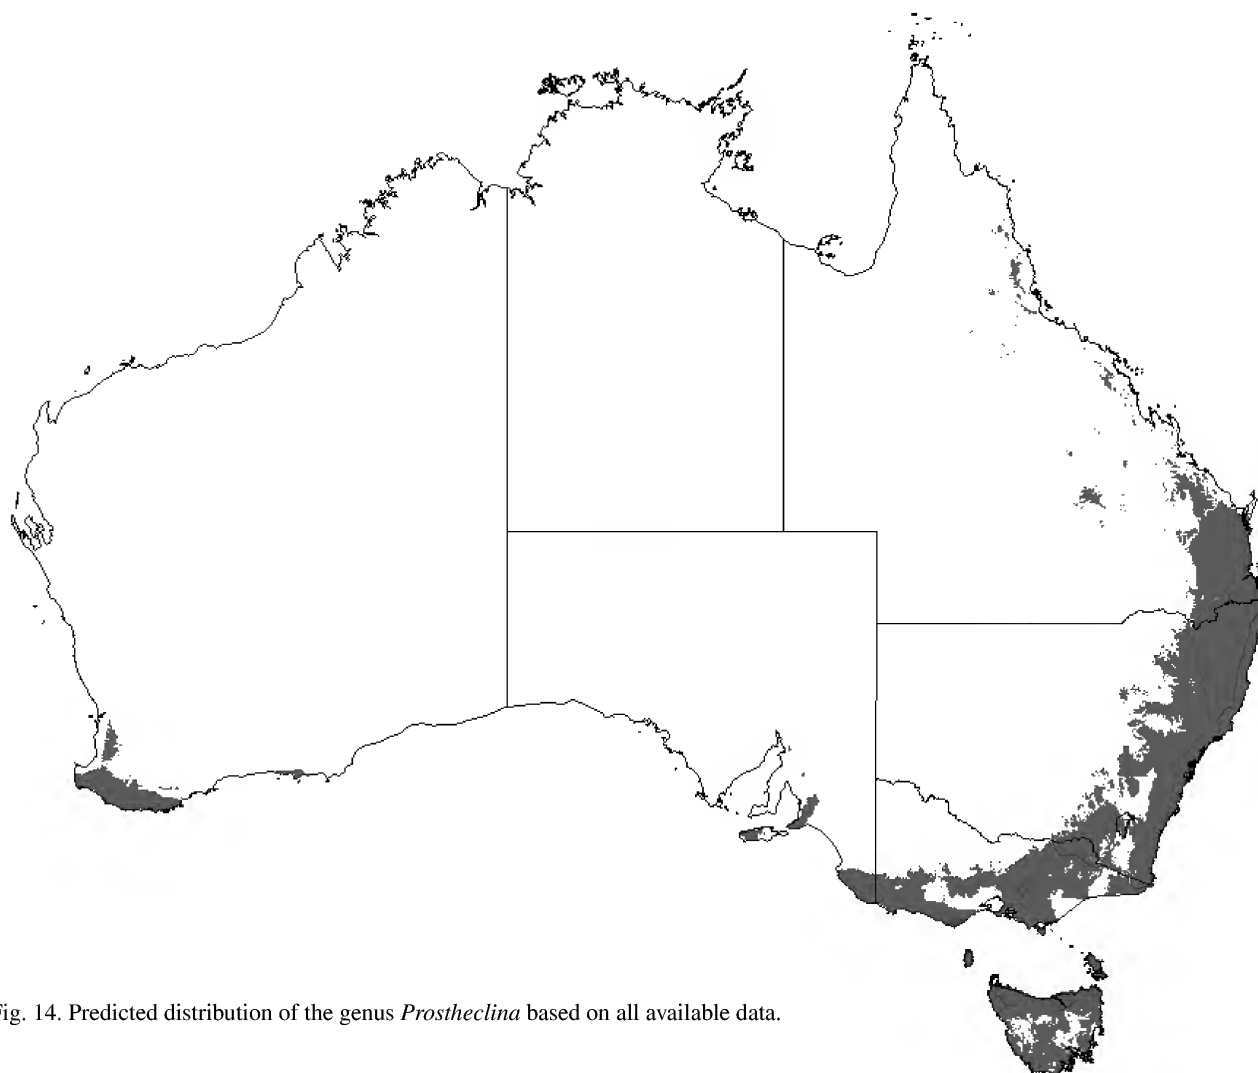 ig. 14. Predicted distribution of the genus Prostheclina based on all available data.